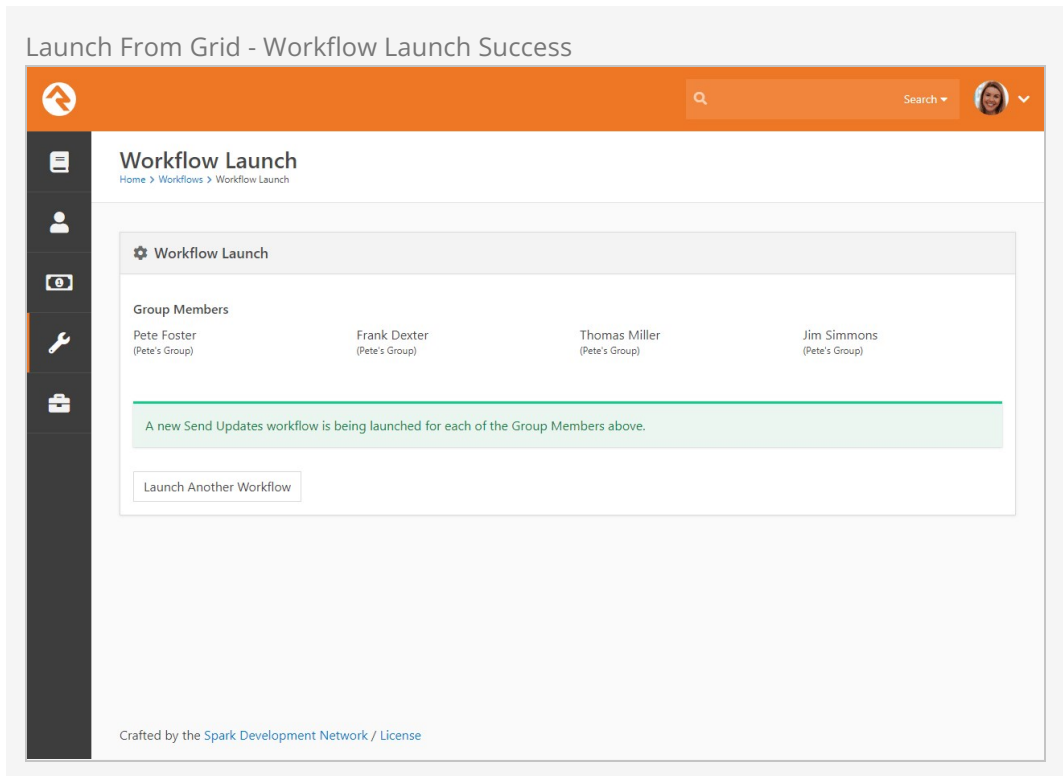 Launch From Grid - Workflow Launch Success
Search
Workflow Launch
Home > Workflows > Workflow Launch
Workflow Launch
Group Members
Pete Foster Frank Dexter Thomas Miller Jim Simmons
(Pete's Group) (Pete's Group) (Pete's Group) (Pete's Group)
A new Send Updates workflow is being launched for each of the Group Members above.
Launch Another Workflow
Crafted by the Spark Development Network / License